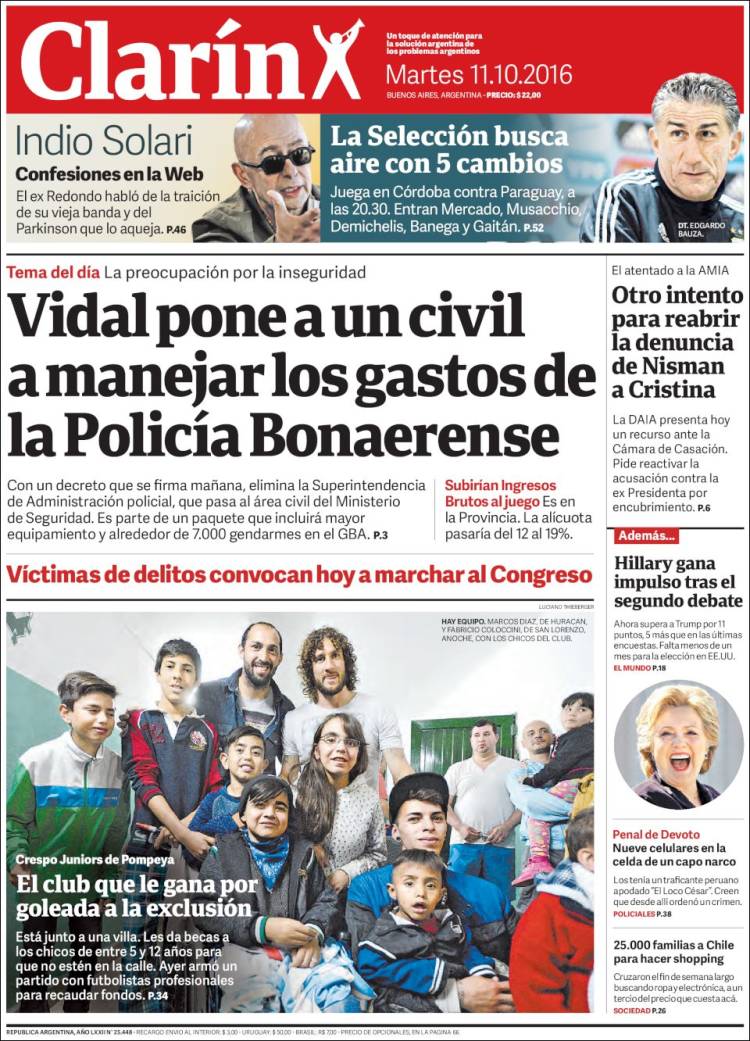 Clarín
Un toque de atención para
la solución argentina de
los problemas argentinos
Martes 11.10.2016
BUENOS AIRES, ARGENTINA - PRECIO: $ 22,00
Indio Solari
Confesiones en la Web
El ex Redondo habló de la traición
de su vieja banda y del
Parkinson que lo aqueja. P.46
La Selección busca
aire con 5 cambios
Juega en Córdoba contra Paraguay, a
las 20.30. Entran Mercado, Musacchio,
Demichelis, Banega y Gaitán. P.52
DT. EDGARDO
BAUZA.
Tema del día La preocupación por la inseguridad
Vidal pone a un civil
a manejar los gastos de
la Policía Bonaerense
Con un decreto que se firma mañana, elimina la Superintendencia
de Administración policial, que pasa al área civil del Ministerio
de Seguridad. Es parte de un paquete que incluirá mayor
equipamiento y alrededor de 7.000 gendarmes en el GBA. P.3
Subirían Ingresos
Brutos al juego Es en
la Provincia. La alícuota
pasaría del 12 al 19%.
Víctimas de delitos convocan hoy a marchar al Congreso
LUCIANO THIEBERGER
HAY EQUIPO. MARCOS DIAZ, DE HURACAN,
Y FABRICIO COLOCCINI, DE SAN LORENZO,
ANOCHE, CON LOS CHICOS DEL CLUB.
Crespo Juniors de Pompeya
El club que le gana por
goleada a la exclusión
Está junto a una villa. Les da becas a
los chicos de entre 5 y 12 años para
que no estén en la calle. Ayer armó un
partido con futbolistas profesionales
para recaudar fondos. P.34
El atentado a la AMIA
Otro intento
para reabrir
la denuncia
de Nisman
a Cristina
La DAIA presenta hoy
un recurso ante la
Cámara de Casación.
Pide reactivar la
acusación contra la
ex Presidenta por
encubrimiento. P.6
Además...
Hillary gana
impulso tras el
segundo debate
Ahora supera a Trump por 11
puntos, 5 más que en las últimas
encuestas. Falta menos de un
mes para la elección en EE.UU.
EL MUNDO P.18
Penal de Devoto
Nueve celulares en la
celda de un capo narco
Los tenía un traficante peruano
apodado "El Loco César". Creen
que desde allí ordenó un crimen.
POLICIALES P.38
25.000 familias a Chile
para hacer shopping
Cruzaron el fin de semana largo
buscando ropa y electrónica, a un
tercio del precio que cuesta acá.
SOCIEDAD P.26
REPUBLICA ARGENTINA, AÑO LXXII N° 25.448 - RECARGO ENVIO AL INTERIOR: $ 3,00 - URUGUAY: $ 50,00 - BRASIL: R$ 7,00 - PRECIO DE OPCIONALES, EN LA PAGINA 66